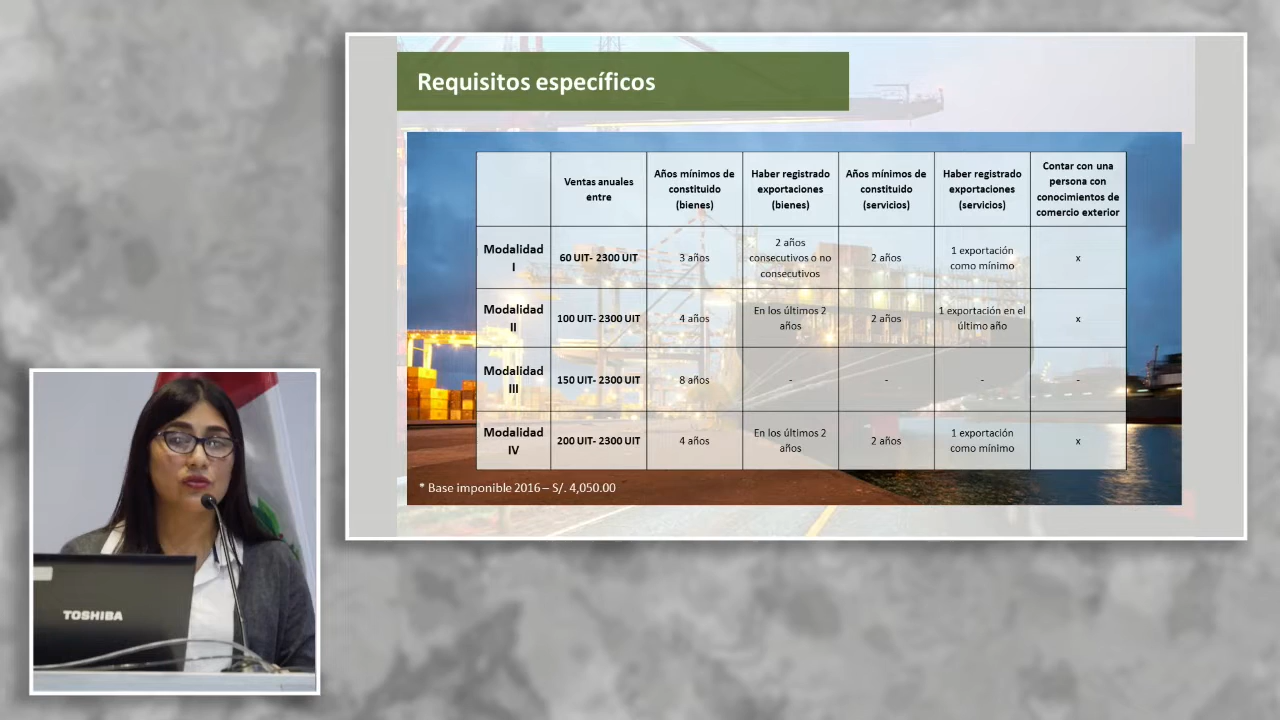 Requisitos específicos
Ventas anuales
entre
Años mínimos de
constituido
(bienes)
Haber registrado
exportaciones
(bienes)
Años mínimos de
constituido
(servicios)
Haber registrado
exportaciones
(servicios)
Contar con una
persona con
conocimientos de
comercio exterior
Modalidad
I
60 UIT- 2300 UIT
3 años
2 años
consecutivos o no
consecutivos
2 años
1 exportación
como mínimo
x
Modalidad
II
100 UIT- 2300 UIT
4 años
En los últimos 2
años
2 años
1 exportación en el
último año
x
Modalidad
III
150 UIT- 2300 UIT
8 años
-
-
-
-
Modalidad
IV
200 UIT- 2300 UIT
4 años
En los últimos 2
años
2 años
1 exportación
como mínimo
x
* Base imponible 2016 – S/. 4,050.00
TOSHIBA